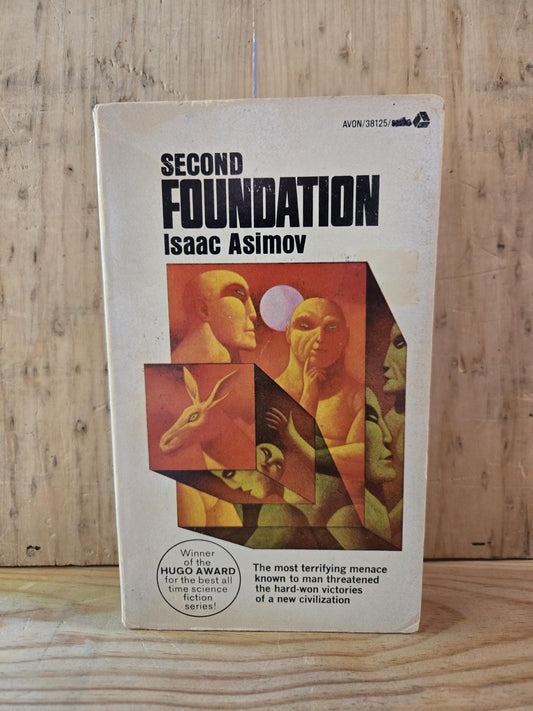 AVON/38125/
SECOND
FOUNDATION
Isaac Asimov
Winner
of the
HUGO AWARD
for the best all
time science
fiction
series!
The most terrifying menace
known to man threatened
the hard-won victories
of a new civilization